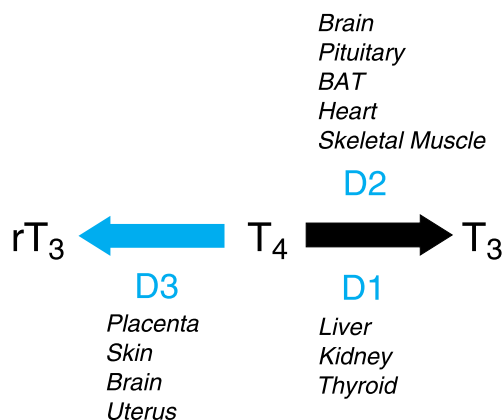 Brain
Pituitary
BAT
Heart
Skeletal Muscle
D2
rT₃ T₄ T₃
D3 D1
Placenta
Skin
Brain
Uterus
Liver
Kidney
Thyroid